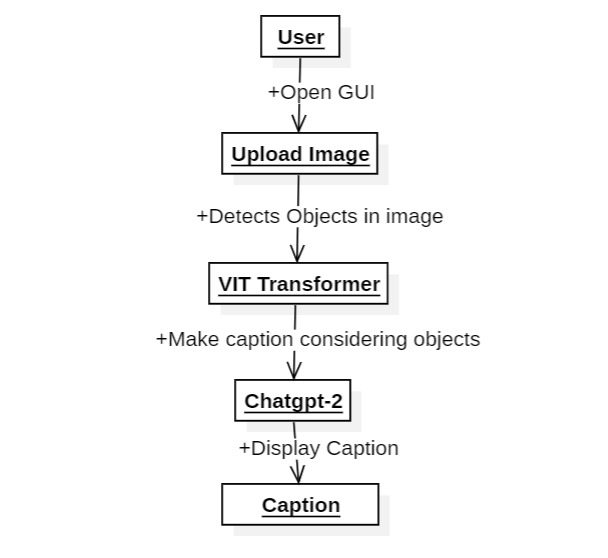 User
+Open GUI
Upload Image
+Detects Objects in image
VIT Transformer
+Make caption considering objects
Chatgpt-2
+Display Caption
Caption